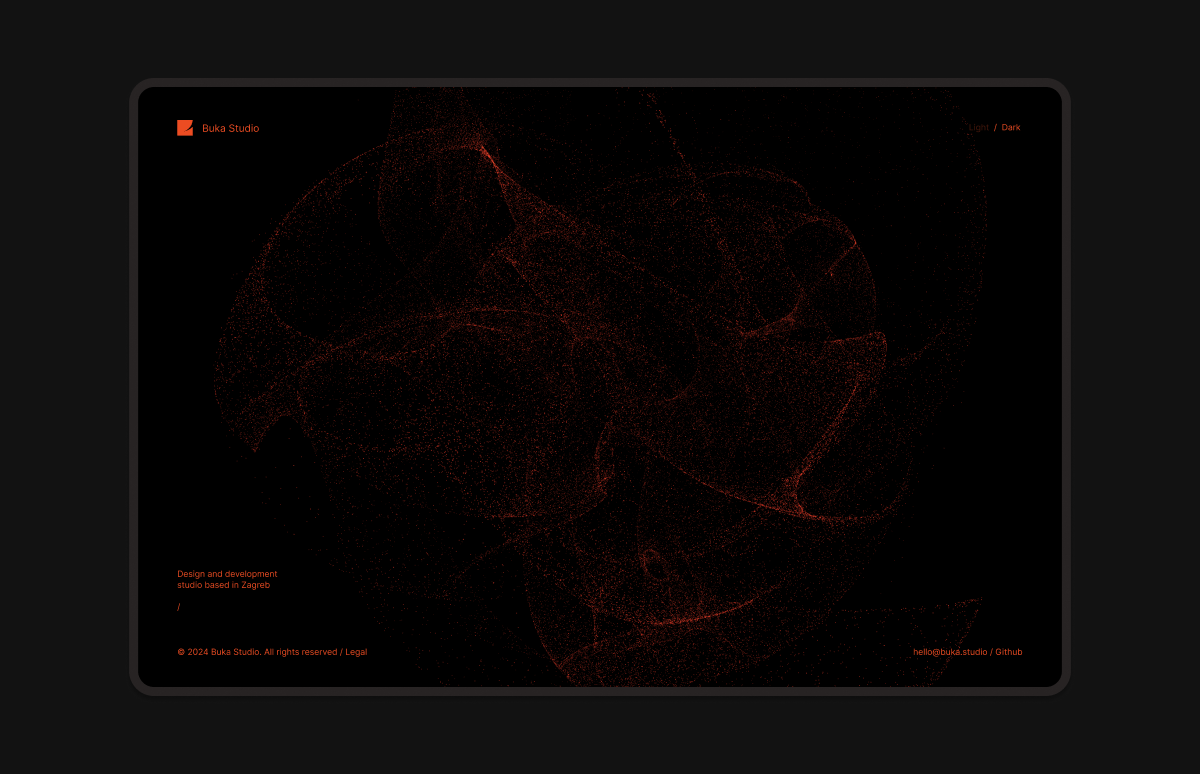 Buka Studio
Light / Dark
Design and development
studio based in Zagreb
/
© 2024 Buka Studio. All rights reserved / Legal
hello@buka.studio / Github